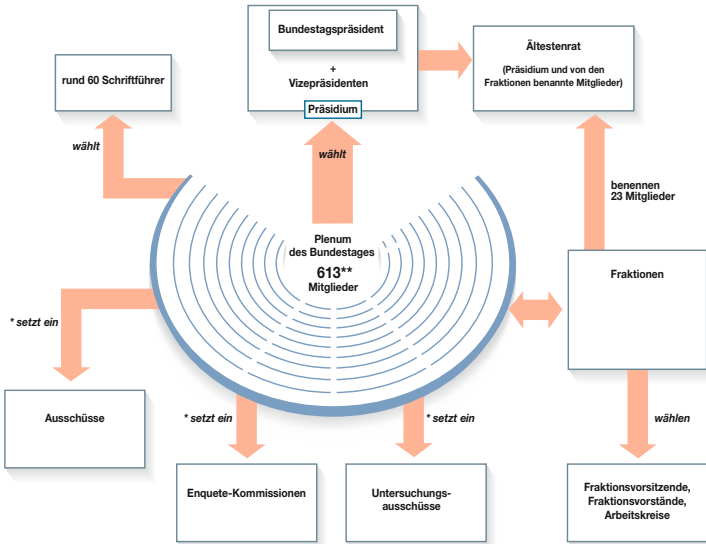 Bundestagspräsident
+
Vizepräsidenten
Präsidium
Ältestenrat
(Präsidium und von den
Fraktionen benannte Mitglieder)
rund 60 Schriftführer
wählt
wählt
benennen
23 Mitglieder
Plenum
des Bundestages
613**
Mitglieder
Fraktionen
* setzt ein
Ausschüsse
* setzt ein
* setzt ein
wählen
Enquete-Kommissionen
Untersuchungs-
ausschüsse
Fraktionsvorsitzende,
Fraktionsvorstände,
Arbeitskreise